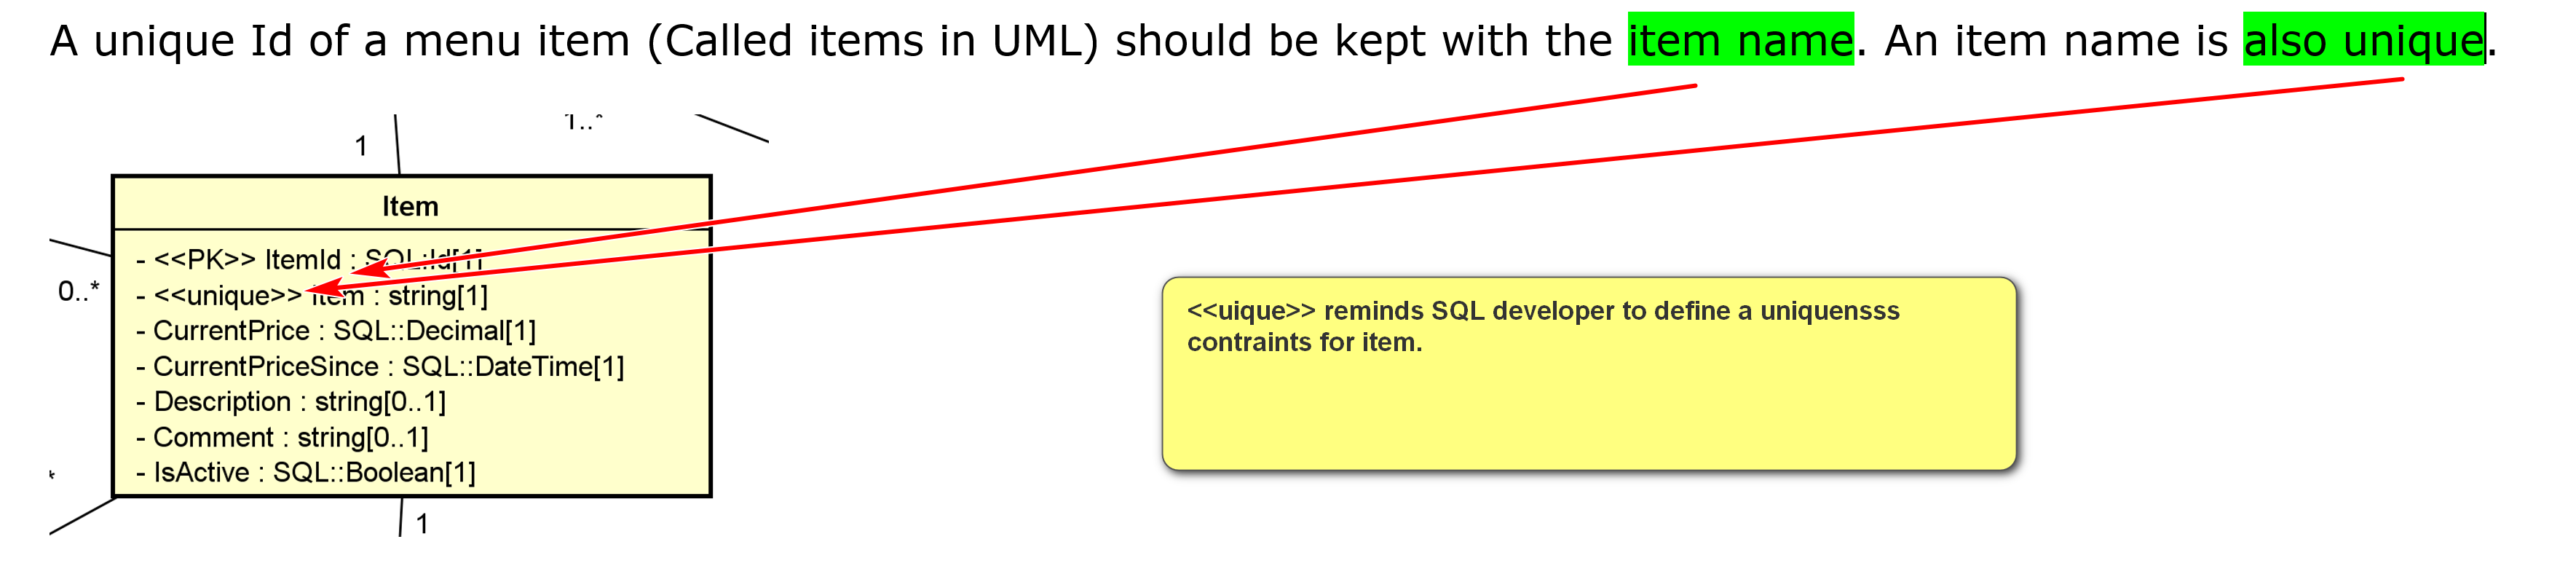 A unique Id of a menu item (Called items in UML) should be kept with the item name. An item name is also unique.
1
1..*
Item
- <<PK>> ItemId : SQL::Id[1]
0..*
- <<unique>> Item : string[1]
- CurrentPrice : SQL::Decimal[1]
- CurrentPriceSince : SQL::DateTime[1]
- Description : string[0..1]
- Comment : string[0..1]
*
- IsActive : SQL::Boolean[1]
1
<<uique>> reminds SQL developer to define a uniquensss
contraints for item.